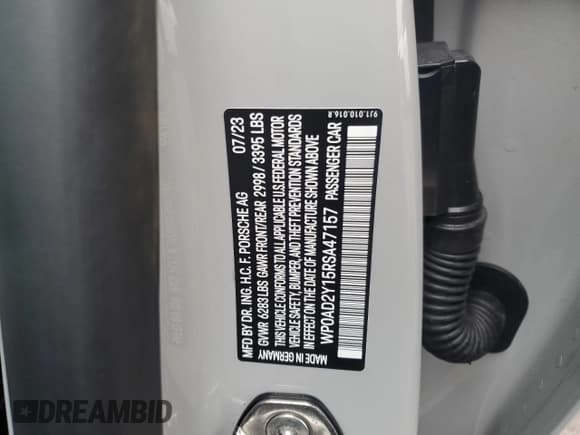 MFD BY DR. ING. H.C. F. PORSCHE AG 07/23
GVWR 6283LBS GAWR FRONT/REAR 2998/3395 LBS
THIS VEHICLE CONFORMS TO ALL APPLICABLE U.S. FEDERAL MOTOR
VEHICLE SAFETY, BUMPER, AND THEFT PREVENTION STANDARDS
IN EFFECT ON THE DATE OF MANUFACTURE SHOWN ABOVE
WP0AD2Y15RSA47157 PASSENGER CAR
MADE IN GERMANY
9J1.010.016.R
DREAMBID